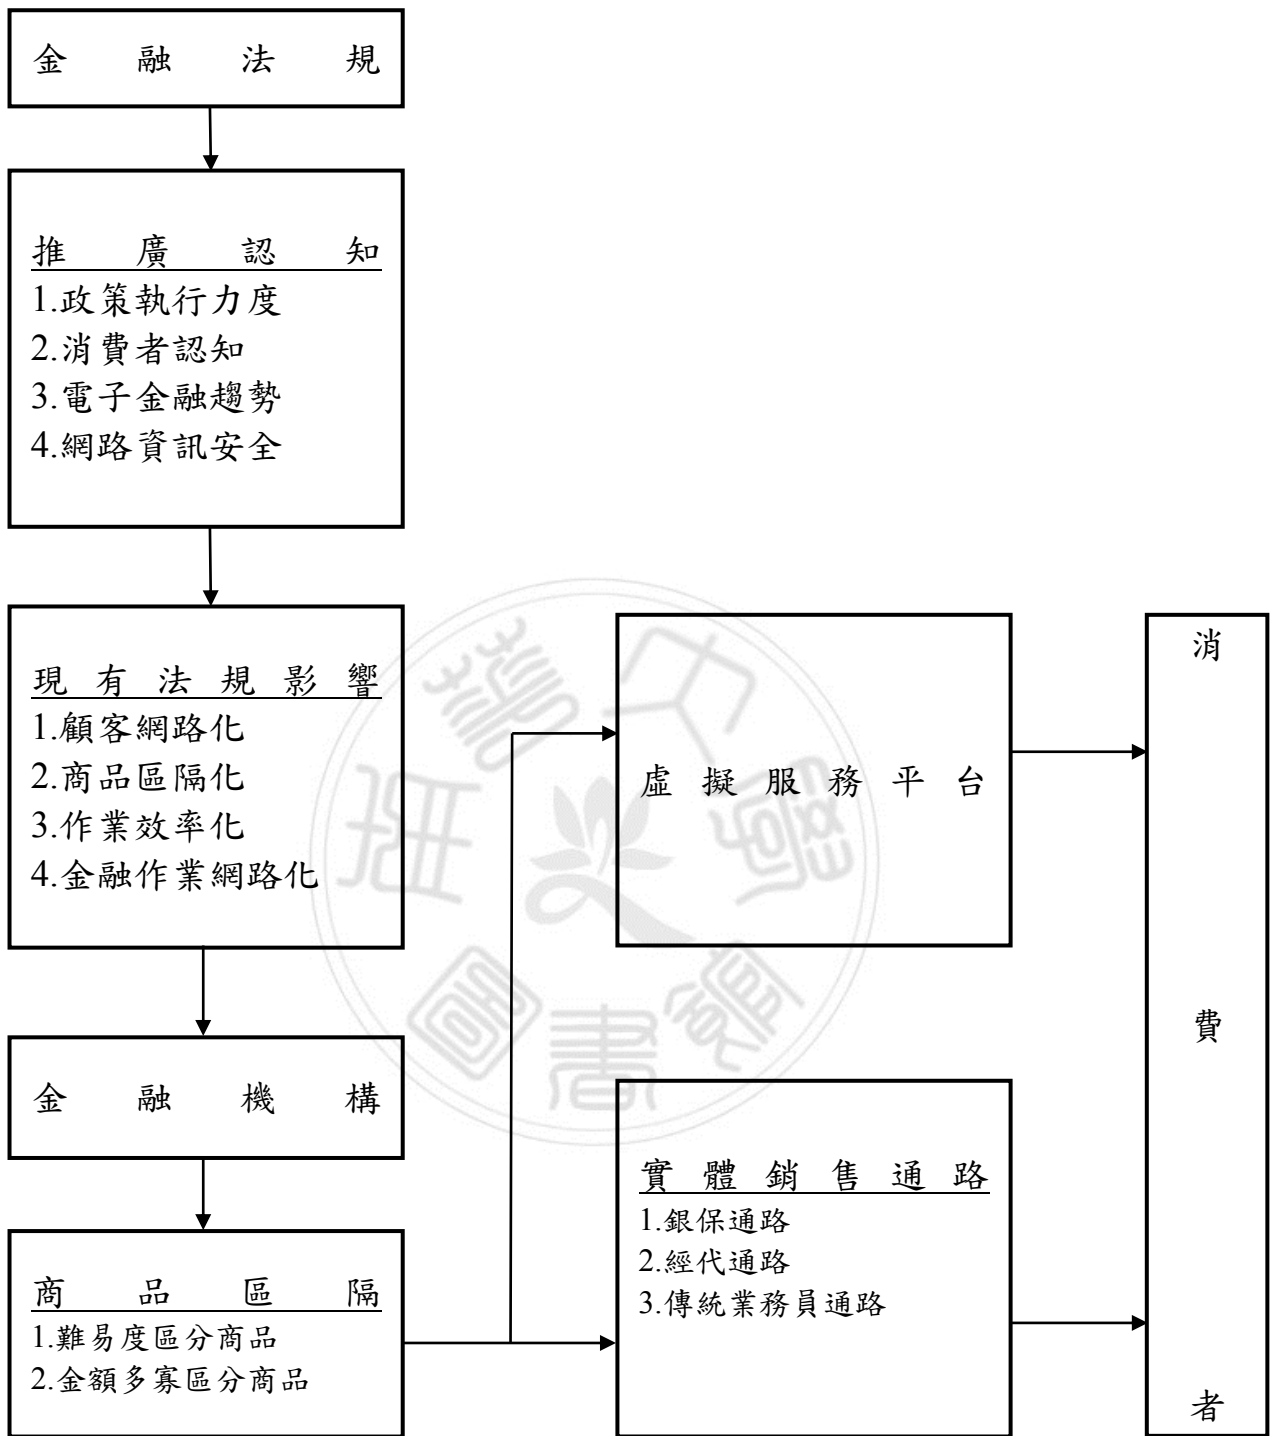 金融法規
推廣認知
1.政策執行力度
2.消費者認知
3.電子金融趨勢
4.網路資訊安全
現有法規影響
1.顧客網路化
2.商品區隔化
3.作業效率化
4.金融作業網路化
金融機構
商品區隔
1.難易度區分商品
2.金額多寡區分商品
虛擬服務平台
實體銷售通路
1.銀保通路
2.經代通路
3.傳統業務員通路
消費者